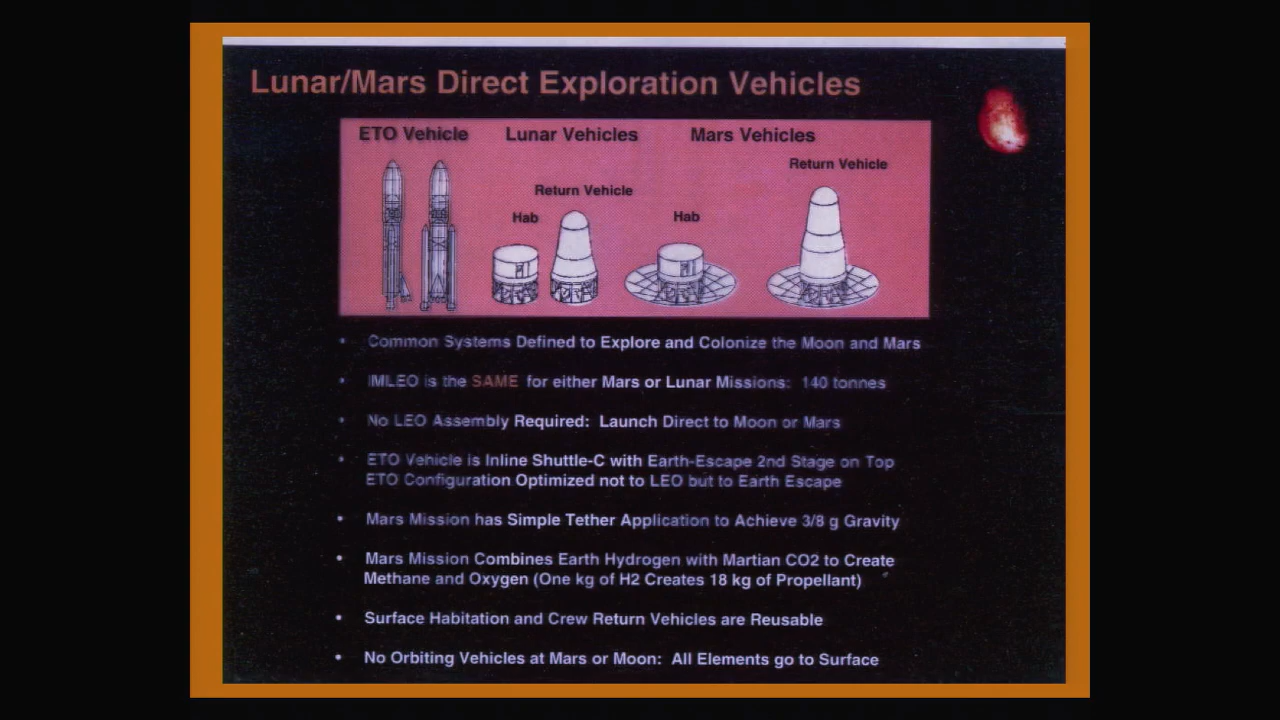 Lunar/Mars Direct Exploration Vehicles
ETO Vehicle
Lunar Vehicles
Mars Vehicles
Return Vehicle
Return Vehicle
Hab
Hab
• Common Systems Defined to Explore and Colonize the Moon and Mars
• IMLEO is the SAME for either Mars or Lunar Missions: 140 tonnes
• No LEO Assembly Required: Launch Direct to Moon or Mars
• ETO Vehicle is Inline Shuttle-C with Earth-Escape 2nd Stage on Top
ETO Configuration Optimized not to LEO but to Earth Escape
• Mars Mission has Simple Tether Application to Achieve 3/8 g Gravity
• Mars Mission Combines Earth Hydrogen with Martian CO2 to Create
Methane and Oxygen (One kg of H2 Creates 18 kg of Propellant)
• Surface Habitation and Crew Return Vehicles are Reusable
• No Orbiting Vehicles at Mars or Moon: All Elements go to Surface